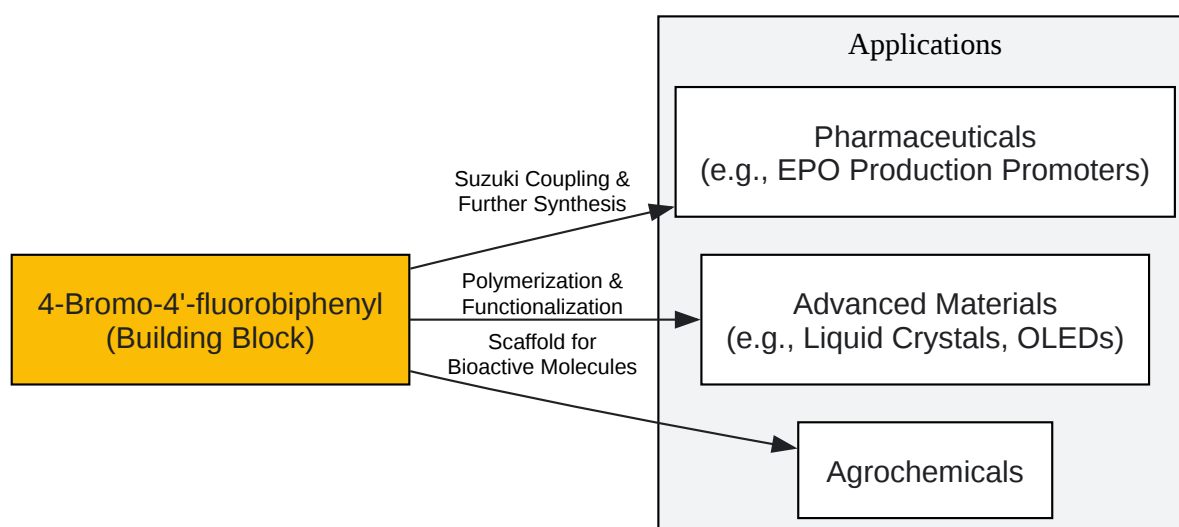 Applications
Pharmaceuticals
(e.g., EPO Production Promoters)
Suzuki Coupling &
Further Synthesis
4-Bromo-4'-fluorobiphenyl
(Building Block)
Polymerization &
Functionalization
Advanced Materials
(e.g., Liquid Crystals, OLEDs)
Scaffold for
Bioactive Molecules
Agrochemicals